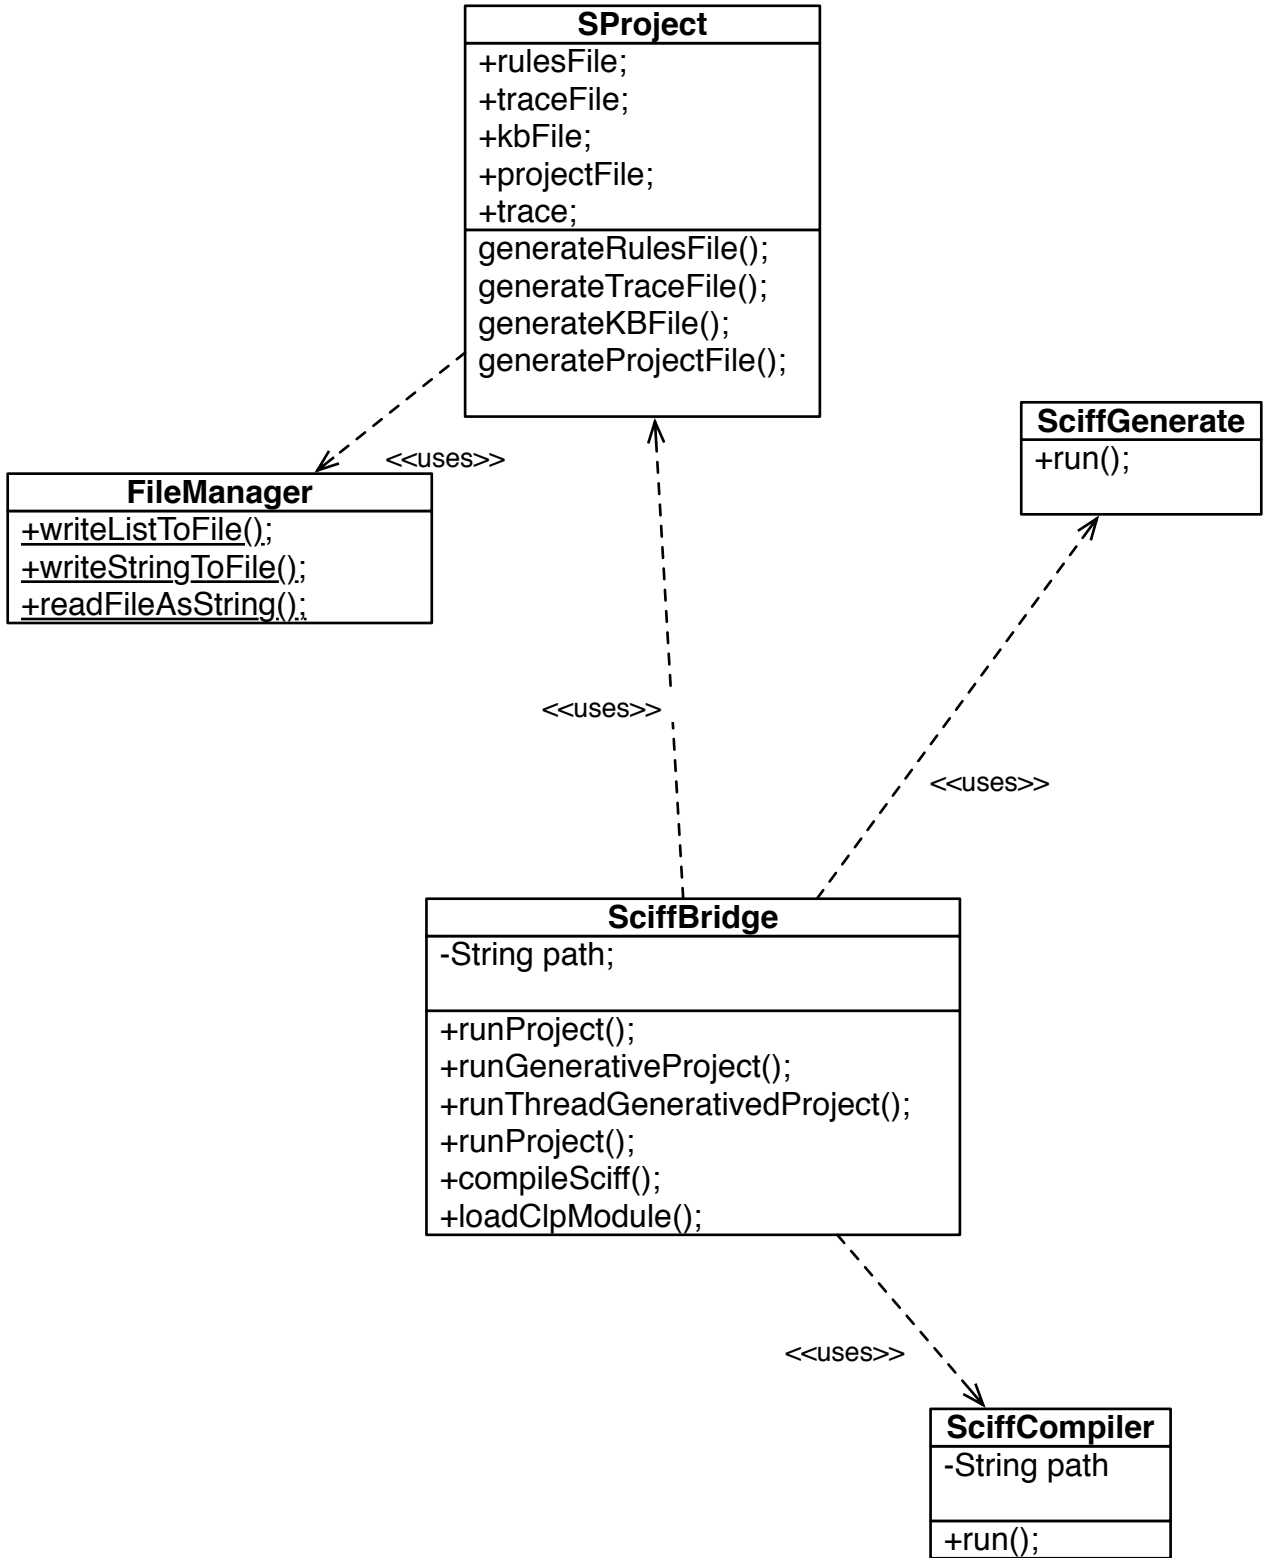 SProject
+rulesFile;
+traceFile;
+kbFile;
+projectFile;
+trace;
generateRulesFile();
generateTraceFile();
generateKBFile();
generateProjectFile();
SciffGenerate
+run();
<<uses>>
FileManager
+writeListToFile();
+writeStringToFile();
+readFileAsString();
<<uses>>
<<uses>>
SciffBridge
-String path;
+runProject();
+runGenerativeProject();
+runThreadGenerativedProject();
+runProject();
+compileSciff();
+loadClpModule();
<<uses>>
SciffCompiler
-String path
+run();